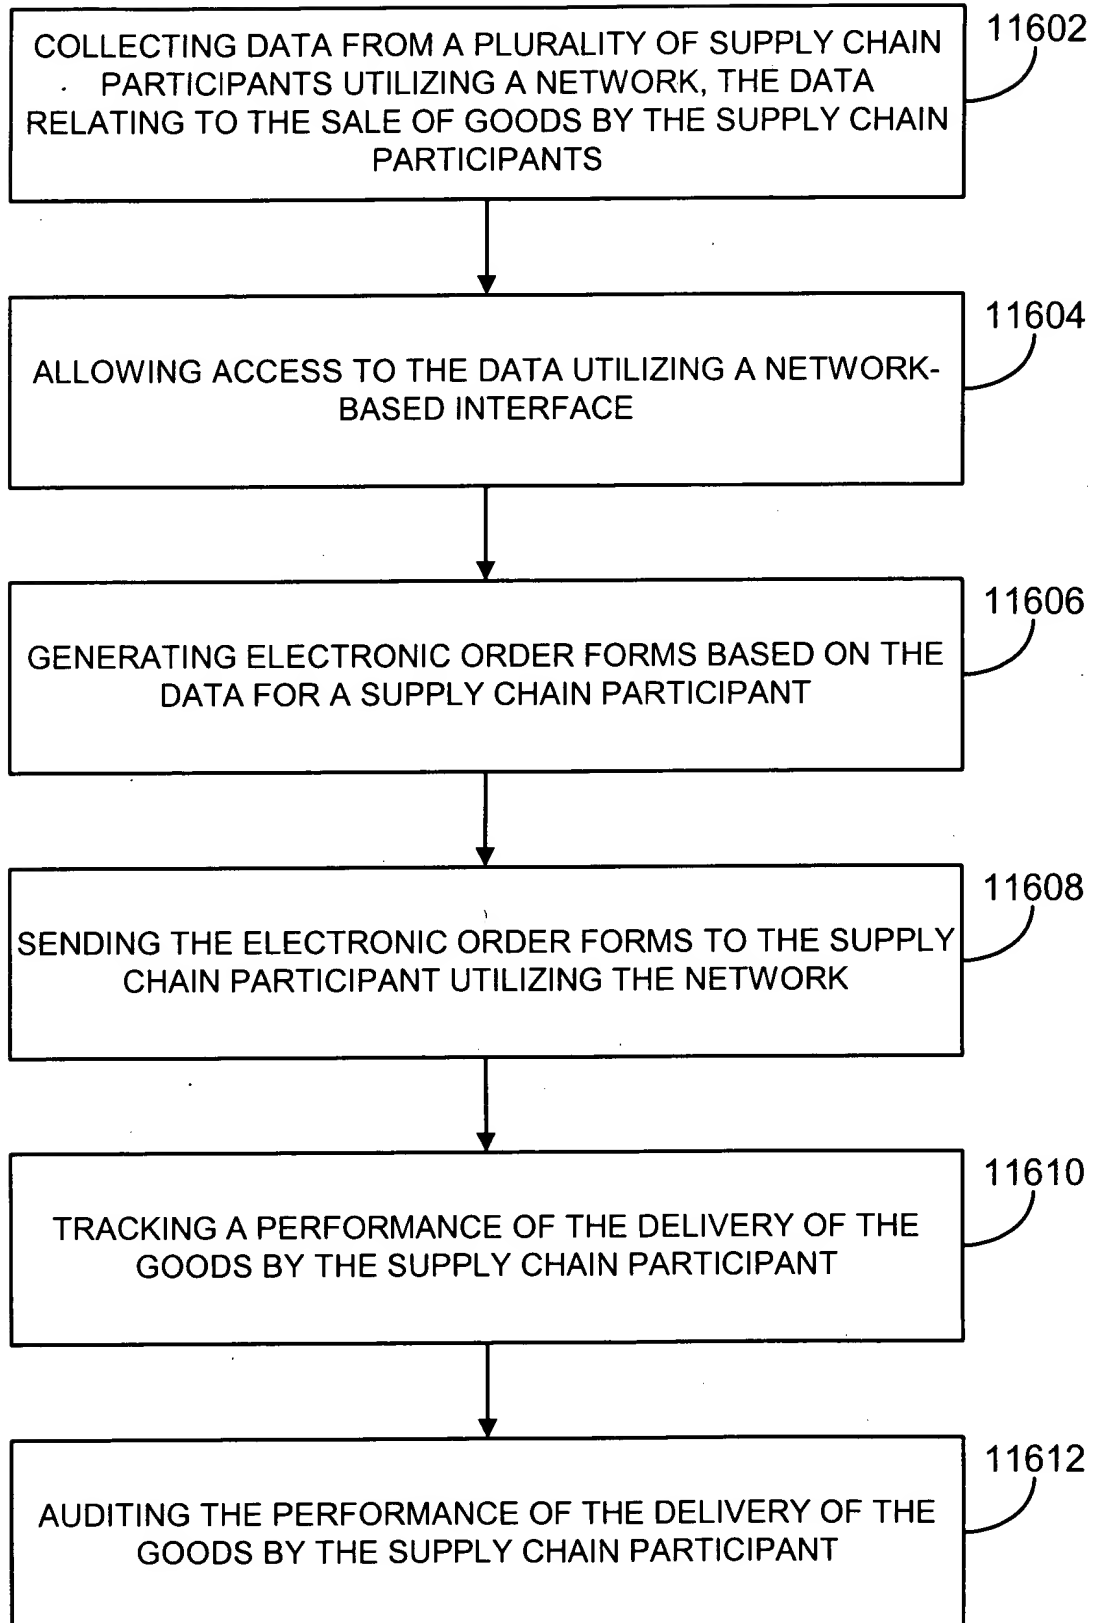 COLLECTING DATA FROM A PLURALITY OF SUPPLY CHAIN
PARTICIPANTS UTILIZING A NETWORK, THE DATA
RELATING TO THE SALE OF GOODS BY THE SUPPLY CHAIN
PARTICIPANTS
11602
ALLOWING ACCESS TO THE DATA UTILIZING A NETWORK-
BASED INTERFACE
11604
GENERATING ELECTRONIC ORDER FORMS BASED ON THE
DATA FOR A SUPPLY CHAIN PARTICIPANT
11606
SENDING THE ELECTRONIC ORDER FORMS TO THE SUPPLY
CHAIN PARTICIPANT UTILIZING THE NETWORK
11608
TRACKING A PERFORMANCE OF THE DELIVERY OF THE
GOODS BY THE SUPPLY CHAIN PARTICIPANT
11610
AUDITING THE PERFORMANCE OF THE DELIVERY OF THE
GOODS BY THE SUPPLY CHAIN PARTICIPANT
11612